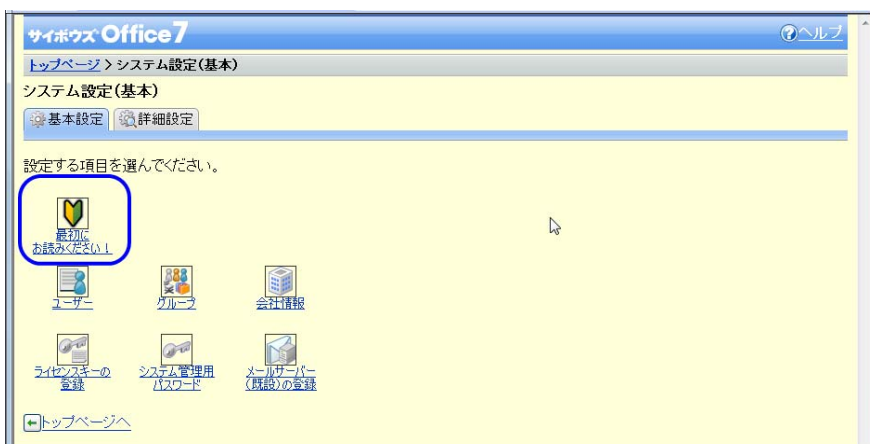 サイボウズ Office 7
ヘルプ
トップページ > システム設定(基本)
システム設定(基本)
基本設定 詳細設定
設定する項目を選んでください。
最初に
お読みください！
ユーザー グループ 会社情報
ライセンスキーの システム管理用 メールサーバー
登録 パスワード (既設)の登録
トップページへ